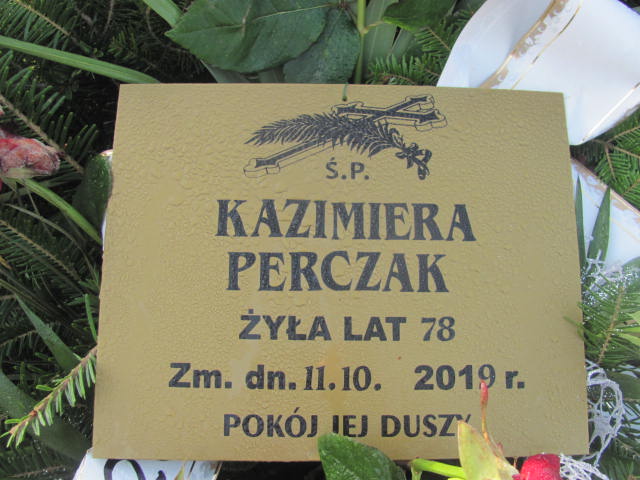 Ś.P.
KAZIMIERA
PERCZAK
ŻYŁA LAT 78
Zm. dn. 11.10. 2019 r.
POKÓJ JEJ DUSZY